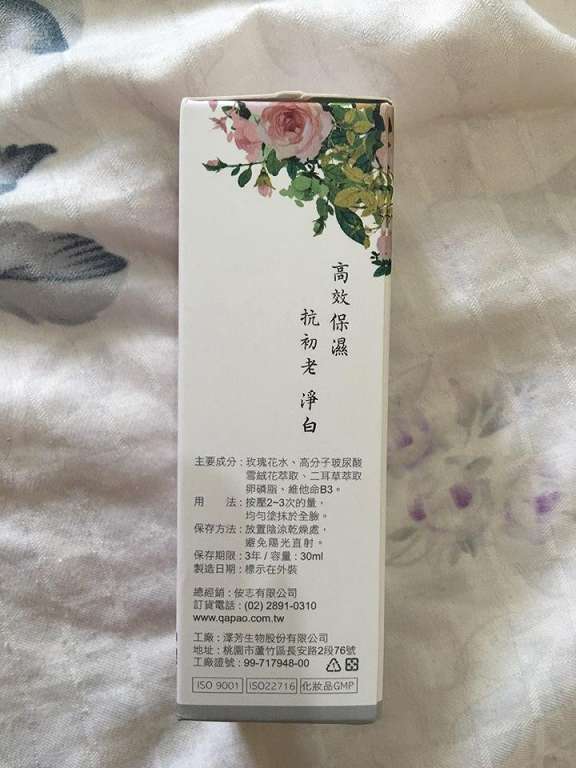 高效保濕
抗初老 淨白
主要成分：玫瑰花水、高分子玻尿酸
雪絨花萃取、二耳草萃取
卵磷脂、維他命B3。
用　　法：按壓2~3次的量，
均勻塗抹於全臉。
保存方法：放置陰涼乾燥處，
避免陽光直射。
保存期限：3年 / 容量：30ml
製造日期：標示在外裝
總經銷：侒志有限公司
訂貨電話：(02) 2891-0310
www.qapao.com.tw
工廠：澤芳生物股份有限公司
地址：桃園市蘆竹區長安路2段76號
工廠證號：99-717948-00
ISO 9001 ISO22716 化妝品GMP